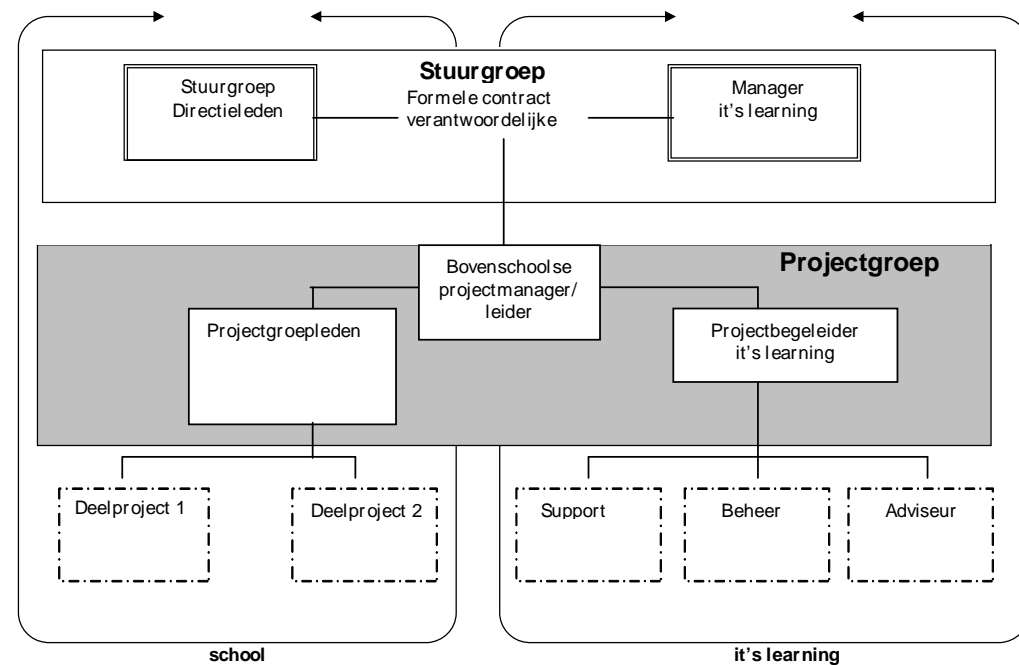 Stuurgroep
Stuurgroep
Directieleden
Formele contract
verantwoordelijke
Manager
it's learning
Projectgroep
Bovenschoolse
projectmanager/
leider
Projectgroepleden
Projectbegeleider
it's learning
Deelproject 1
Deelproject 2
Support
Beheer
Adviseur
school
it's learning